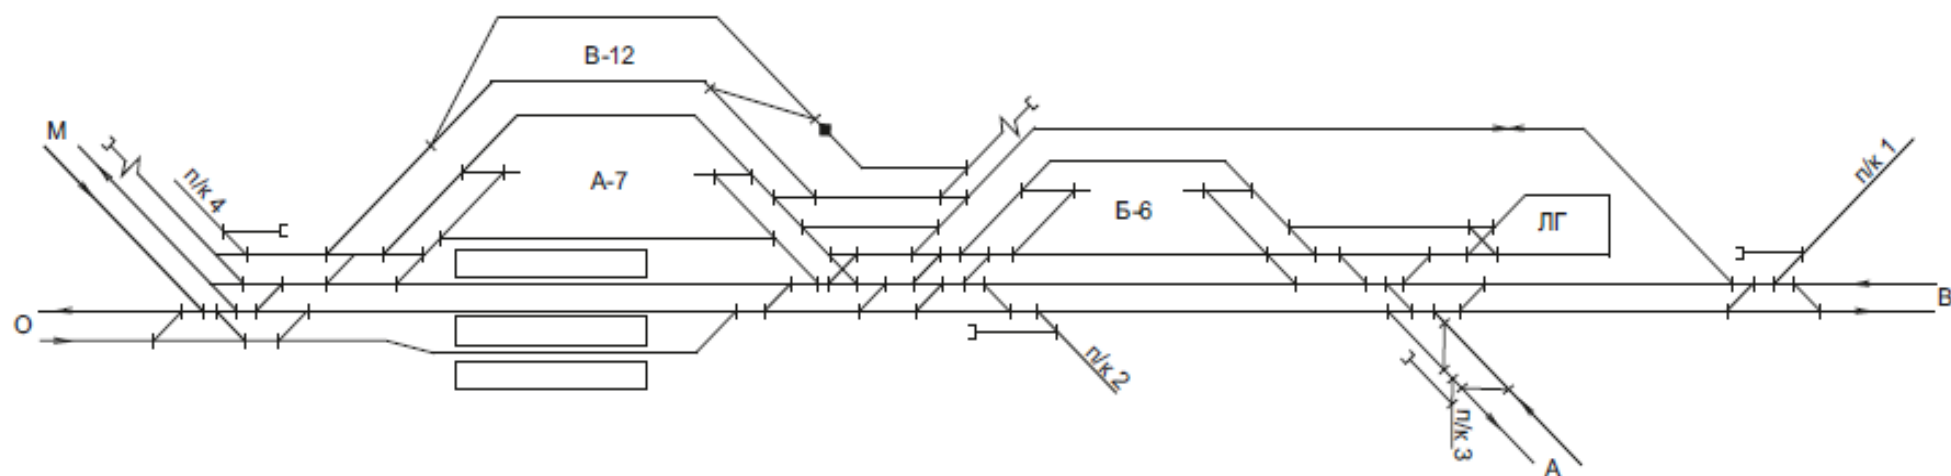 В-12
М
п/к 4
А-7
Б-6
ЛГ
п/к 1
О
В
п/к 2
п/к 3
А